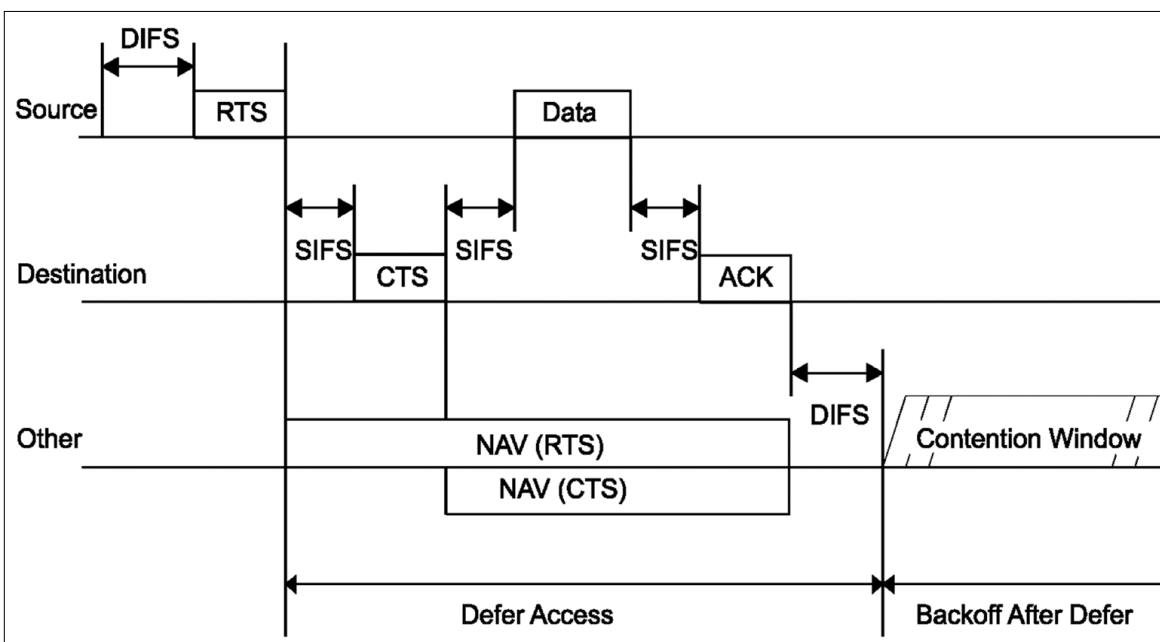 DIFS
Source
RTS
Data
SIFS
SIFS
SIFS
Destination
CTS
ACK
DIFS
Other
NAV (RTS)
Contention Window
NAV (CTS)
Defer Access
Backoff After Defer